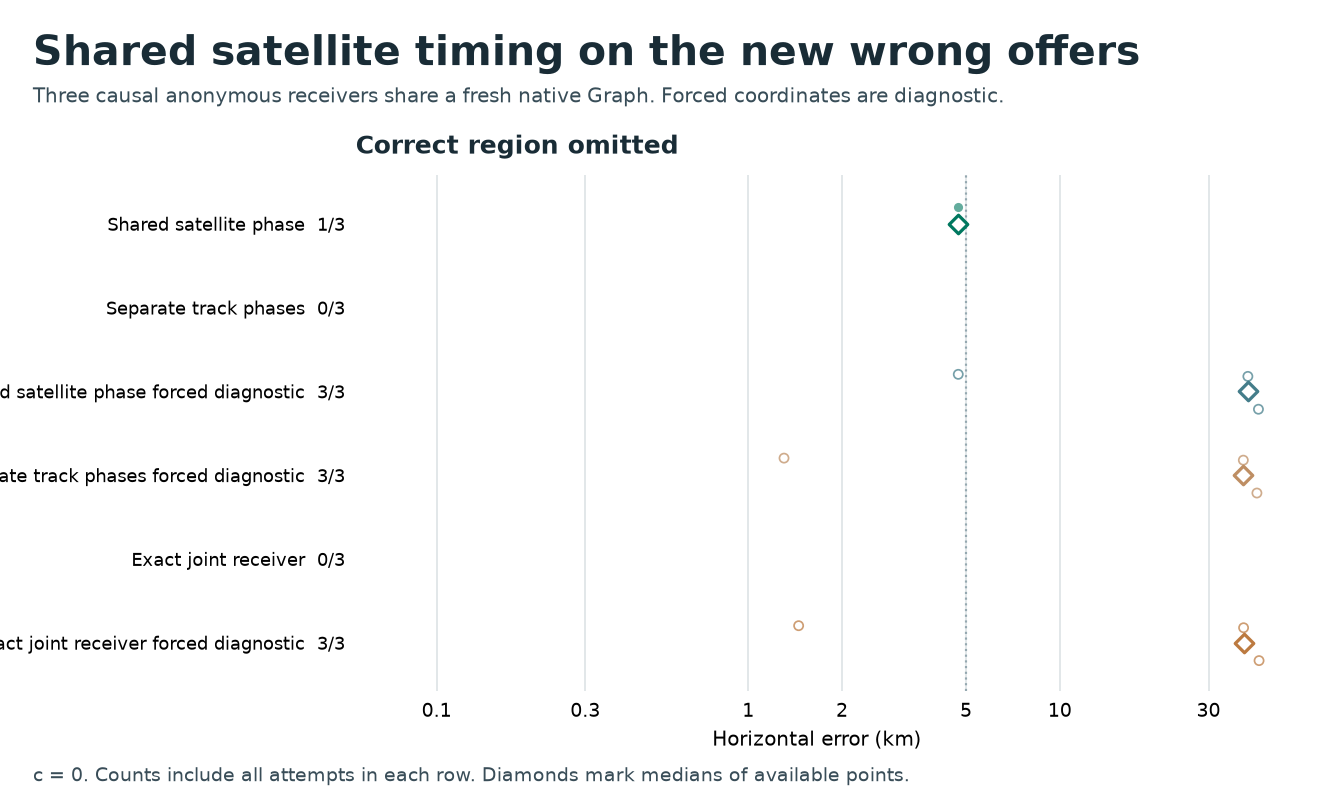 Shared satellite timing on the new wrong offers
Three causal anonymous receivers share a fresh native Graph. Forced coordinates are diagnostic.
Correct region omitted
Shared satellite phase 1/3
Separate track phases 0/3
d satellite phase forced diagnostic 3/3
ate track phases forced diagnostic 3/3
Exact joint receiver 0/3
act joint receiver forced diagnostic 3/3
0.1 0.3 1 2 5 10 30
Horizontal error (km)
c = 0. Counts include all attempts in each row. Diamonds mark medians of available points.